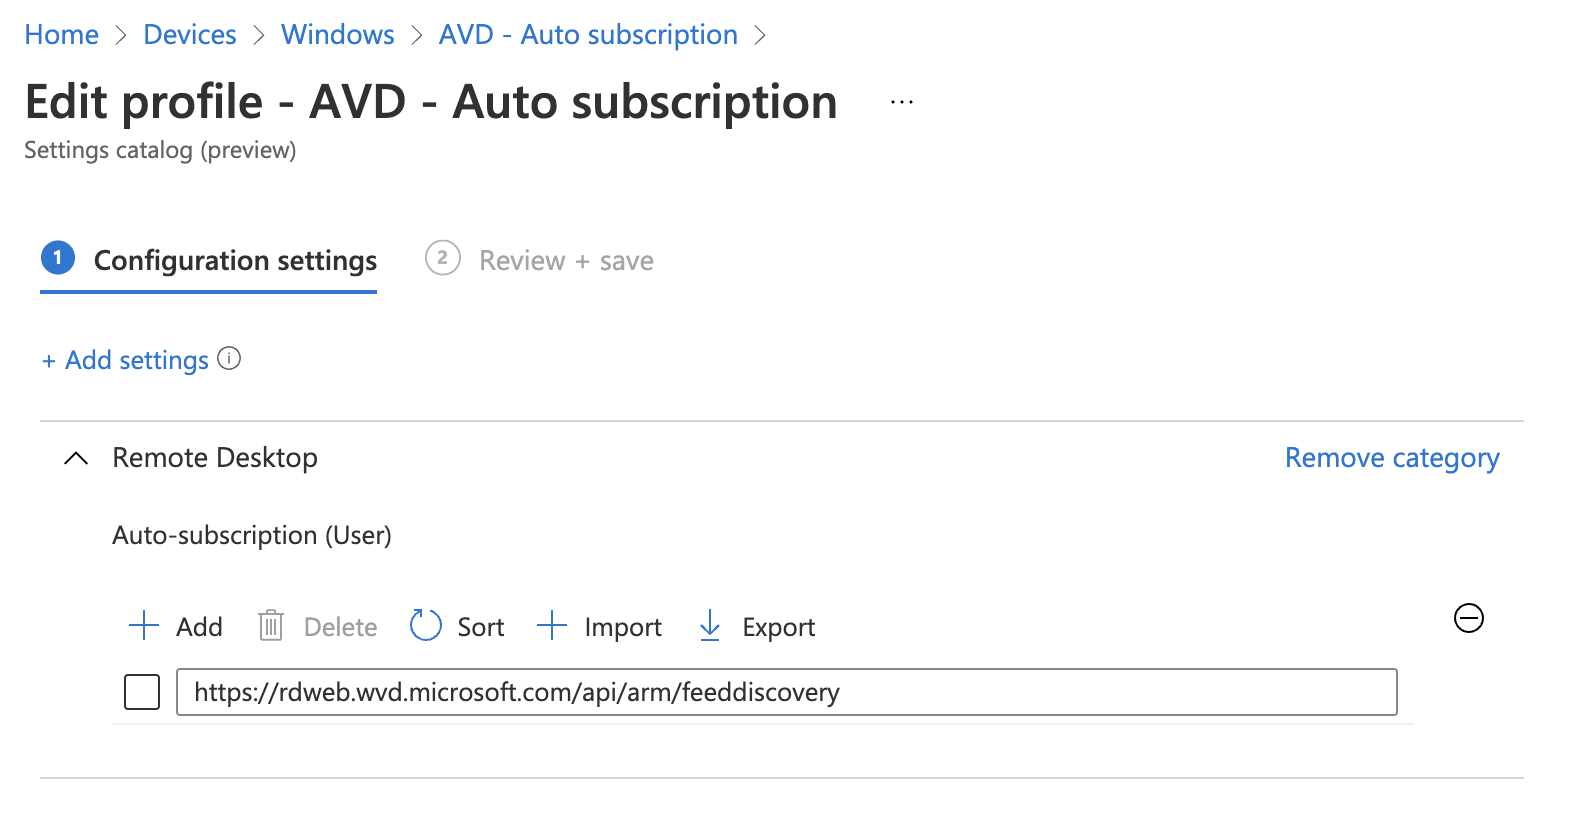 Home > Devices > Windows > AVD - Auto subscription >
Edit profile - AVD - Auto subscription ...
Settings catalog (preview)
1 Configuration settings 2 Review + save
+ Add settings
Remote Desktop Remove category
Auto-subscription (User)
Add Delete Sort Import Export
https://rdweb.wvd.microsoft.com/api/arm/feeddiscovery